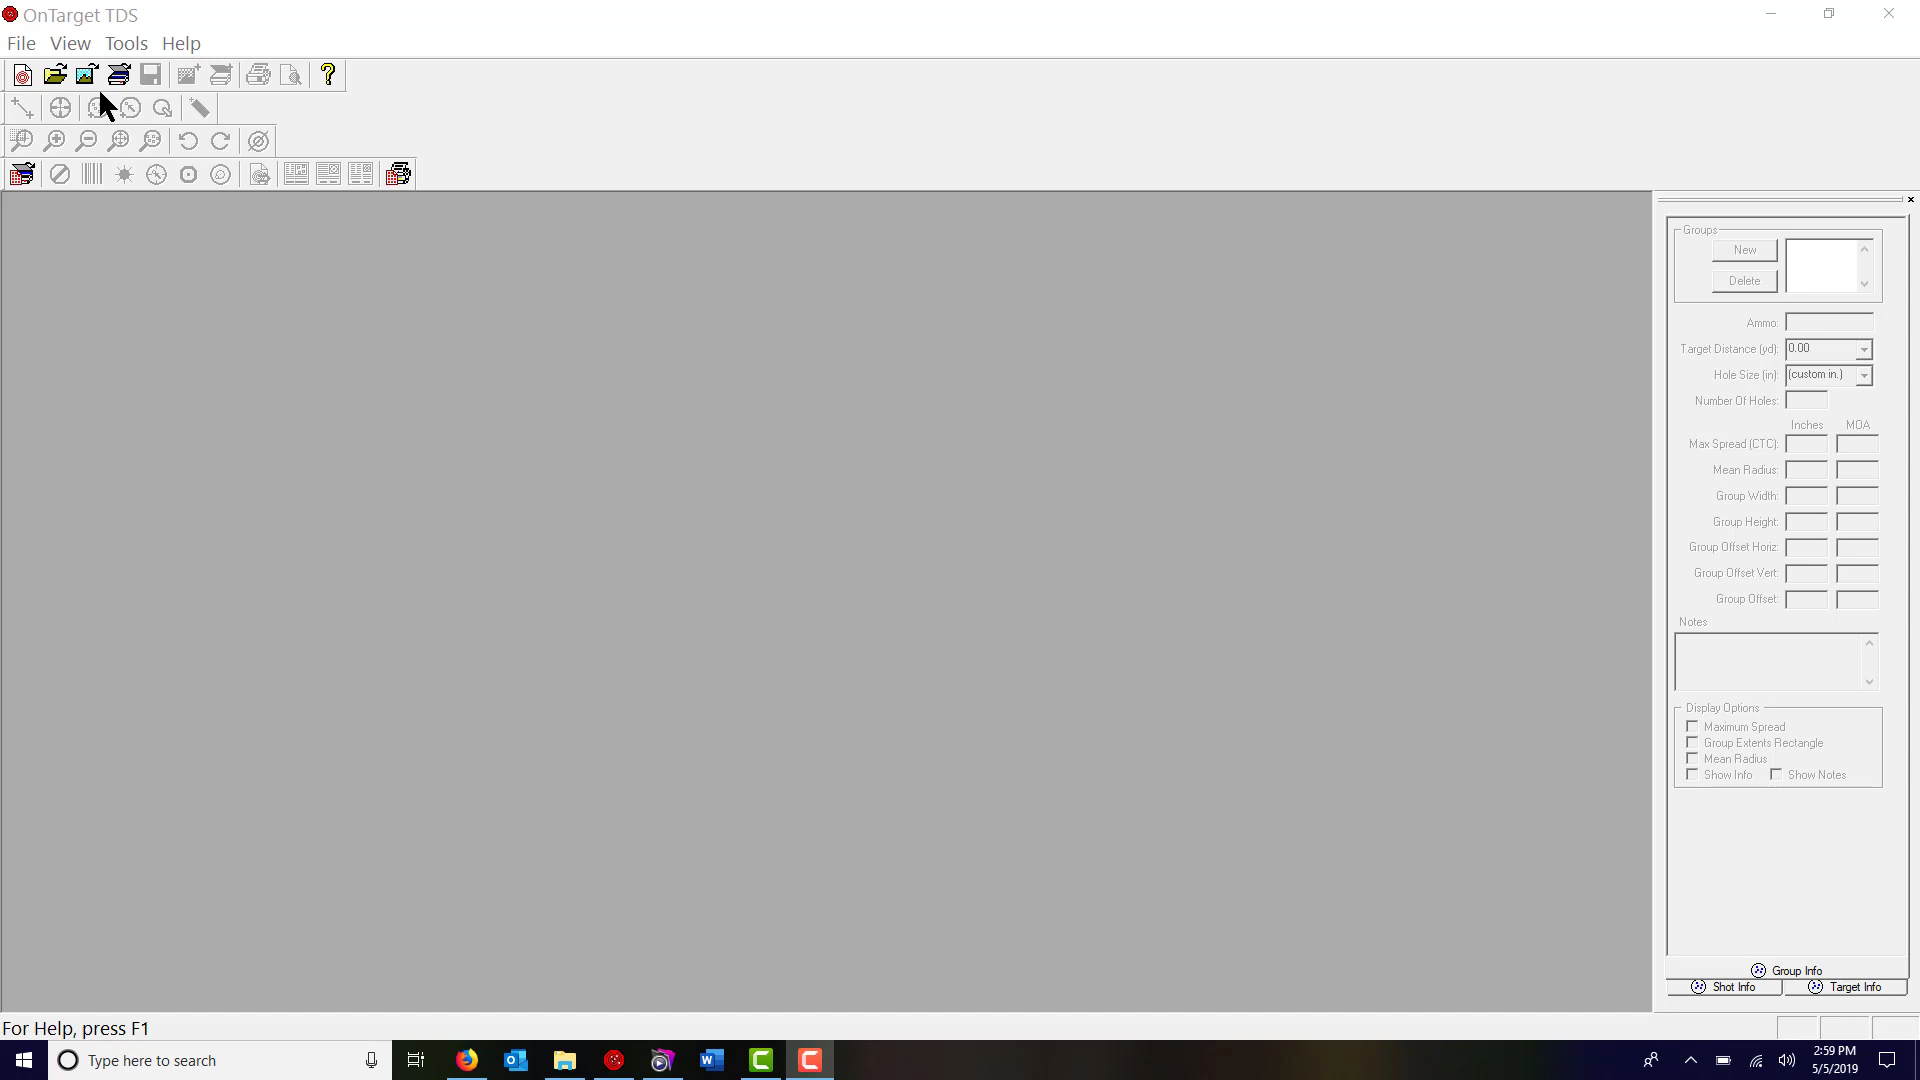 OnTarget TDS
File View Tools Help
Groups
New
Delete
Ammo:
Target Distance (yd): 0.00
Hole Size (in): (custom in.)
Number Of Holes:
Inches MOA
Max Spread (CTC):
Mean Radius:
Group Width:
Group Height:
Group Offset Horiz:
Group Offset Vert:
Group Offset:
Notes
Display Options
Maximum Spread
Group Extents Rectangle
Mean Radius
Show Info Show Notes
Group Info
Shot Info Target Info
For Help, press F1
Type here to search
2:59 PM
5/5/2019